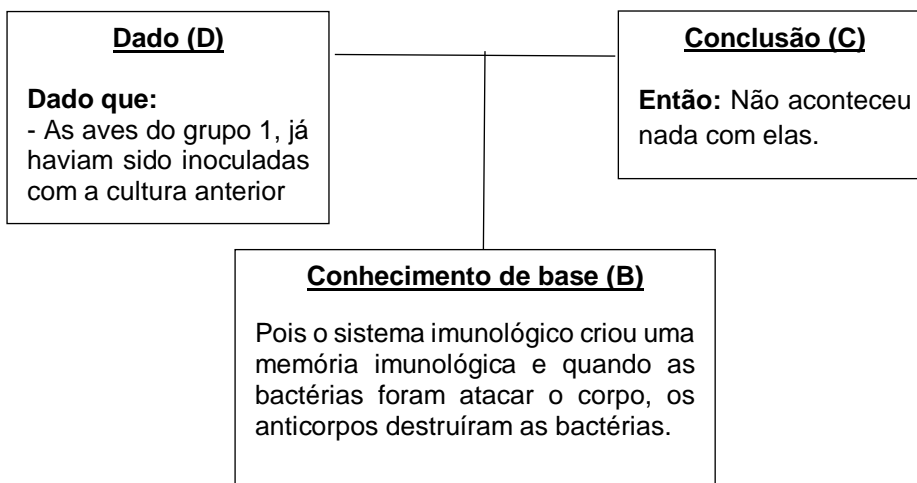 Dado (D)
Dado que:
- As aves do grupo 1, já
haviam sido inoculadas
com a cultura anterior
Conclusão (C)
Então: Não aconteceu
nada com elas.
Conhecimento de base (B)
Pois o sistema imunológico criou uma
memória imunológica e quando as
bactérias foram atacar o corpo, os
anticorpos destruíram as bactérias.